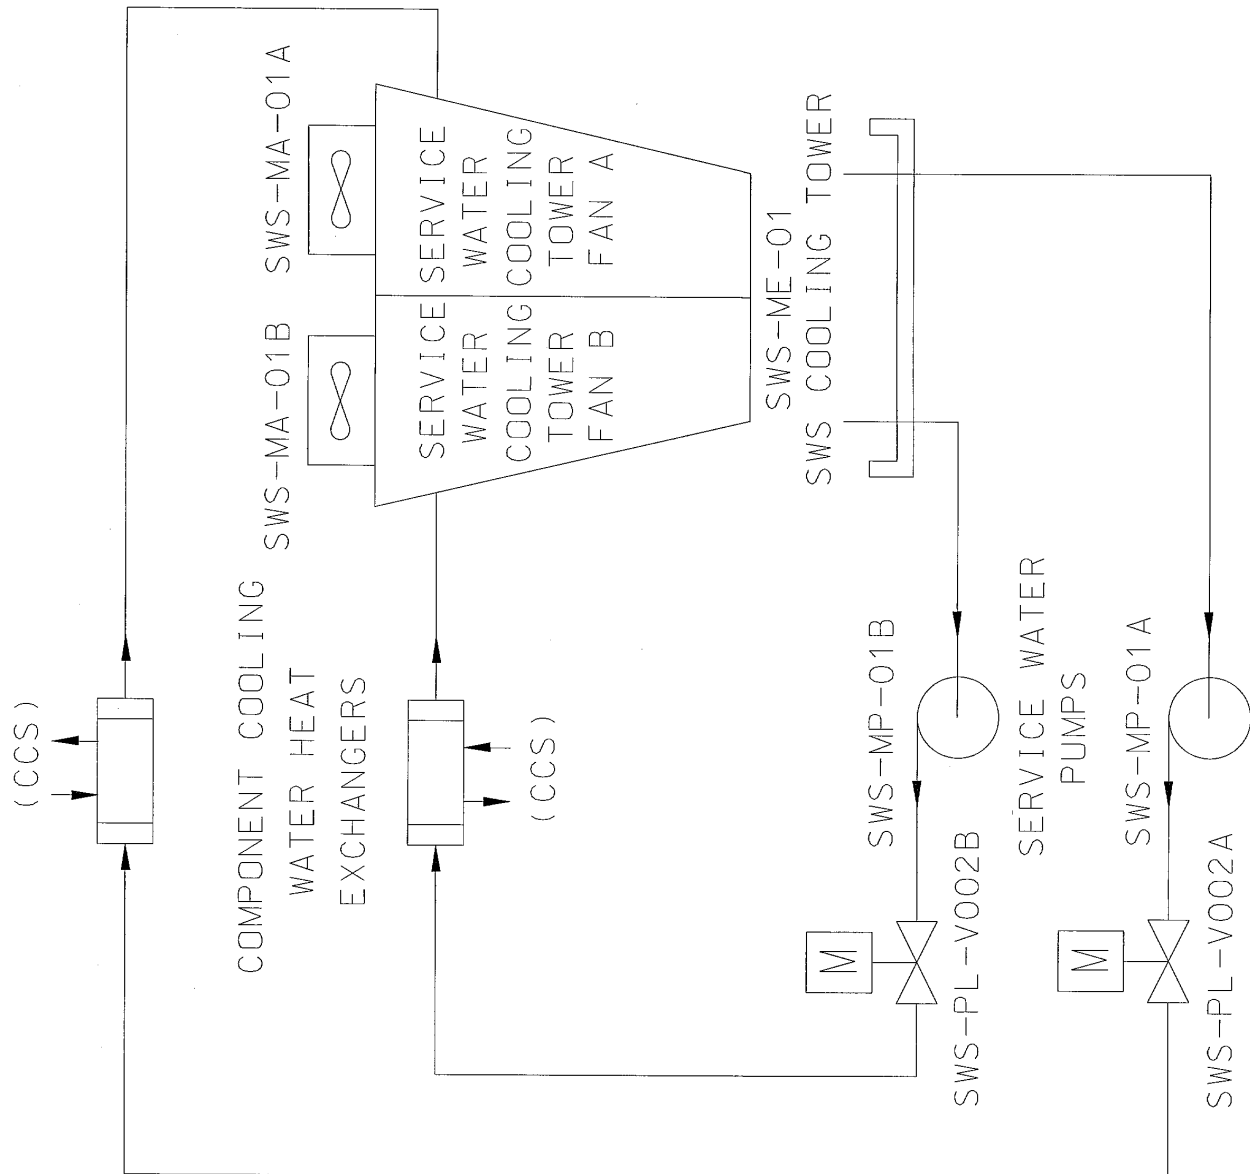 (CCS)
COMPONENT COOLING
WATER HEAT
EXCHANGERS
(CCS)
SWS-MA-01B
SWS-MA-01A
SERVICE
WATER
COOLING
TOWER
FAN B
SERVICE
WATER
COOLING
TOWER
FAN A
SWS-ME-01
SWS COOLING TOWER
M
SWS-PL-V002B
SWS-MP-01B
SERVICE WATER
PUMPS
M
SWS-PL-V002A
SWS-MP-01A